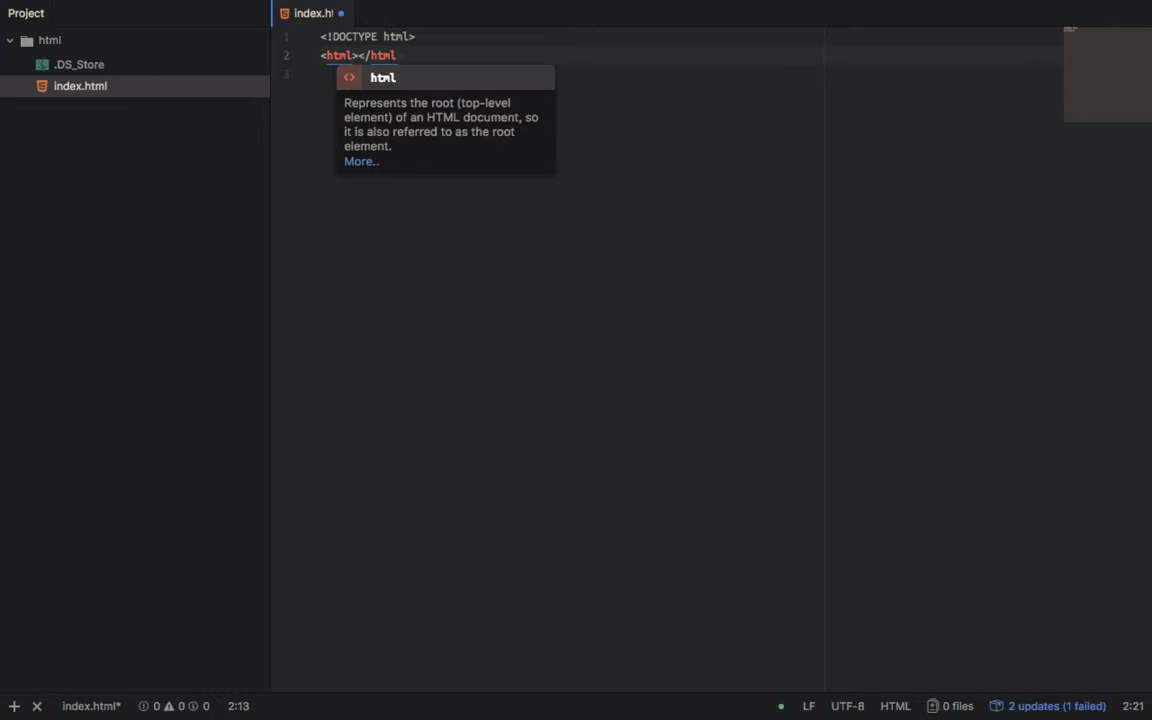 Project
index.ht
html
.DS_Store
index.html
1 <!DOCTYPE html>
2 <html></html
3
<> html
Represents the root (top-level
element) of an HTML document, so
it is also referred to as the root
element.
More..
index.html* 0 0 0 2:13
LF UTF-8 HTML 0 files 2 updates (1 failed) 2:21